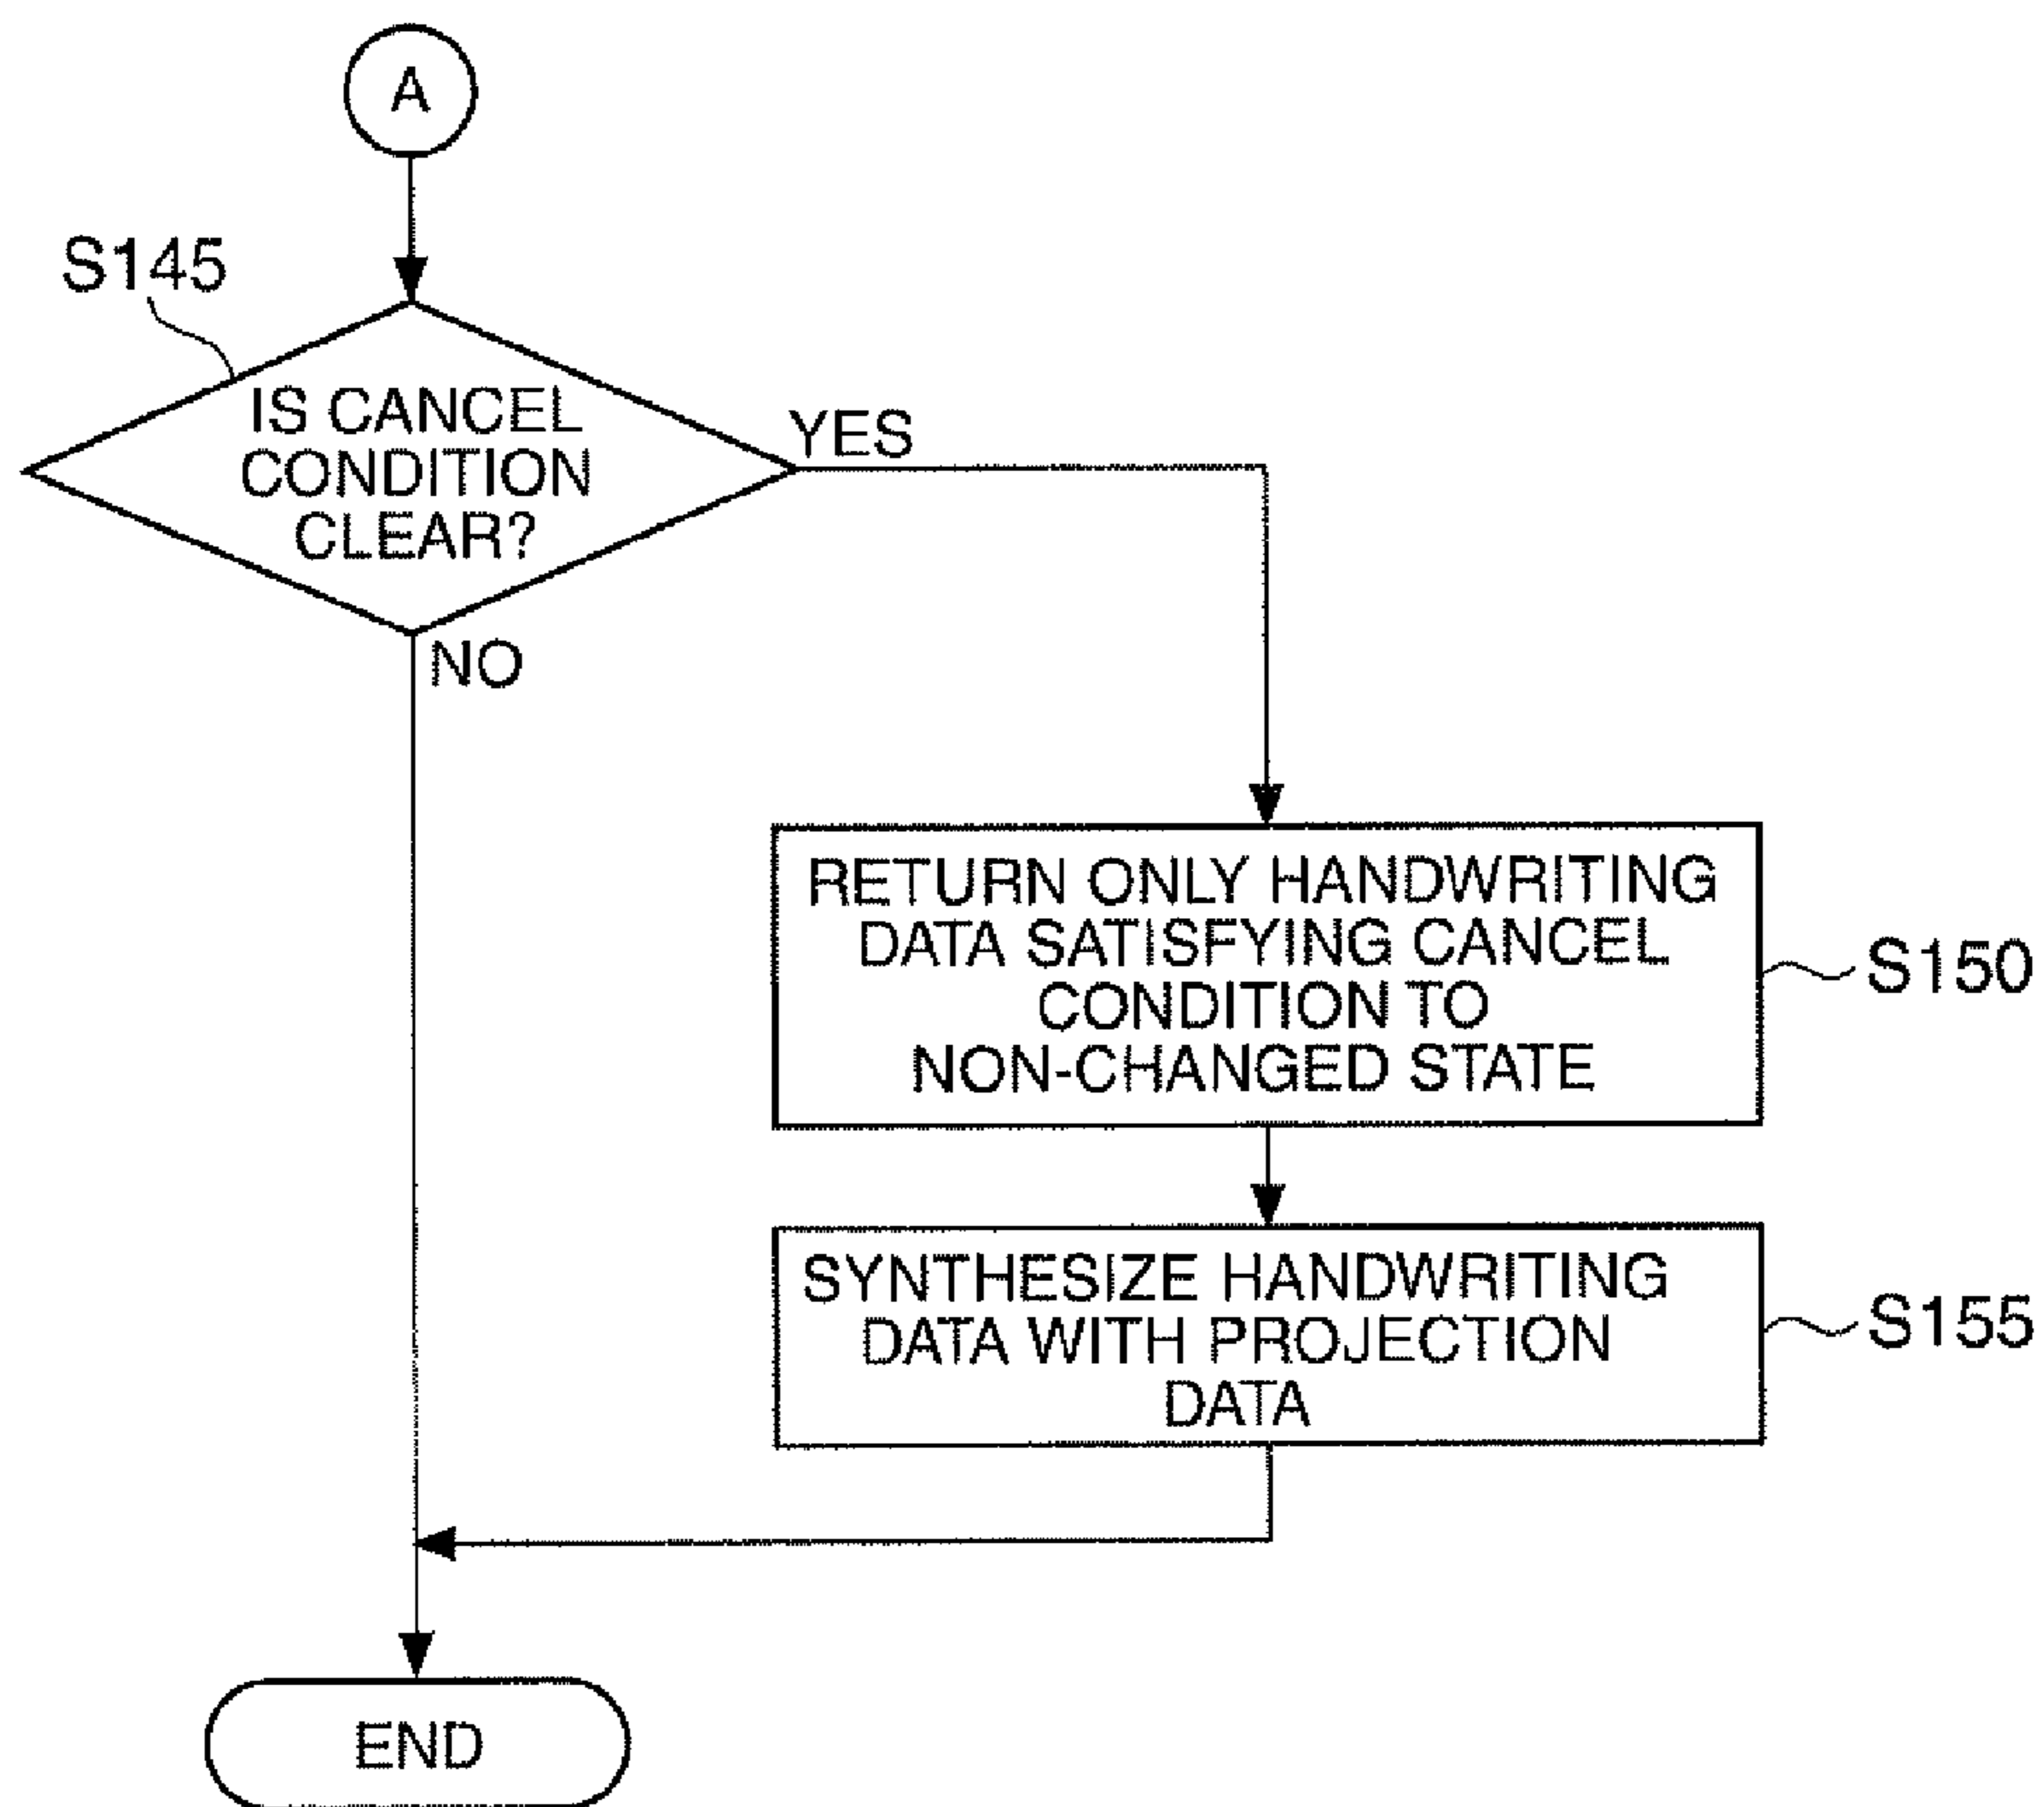 A
S145
IS CANCEL
CONDITION
CLEAR?
YES
NO
RETURN ONLY HANDWRITING
DATA SATISFYING CANCEL
CONDITION TO
NON-CHANGED STATE
S150
SYNTHESIZE HANDWRITING
DATA WITH PROJECTION
DATA
S155
END